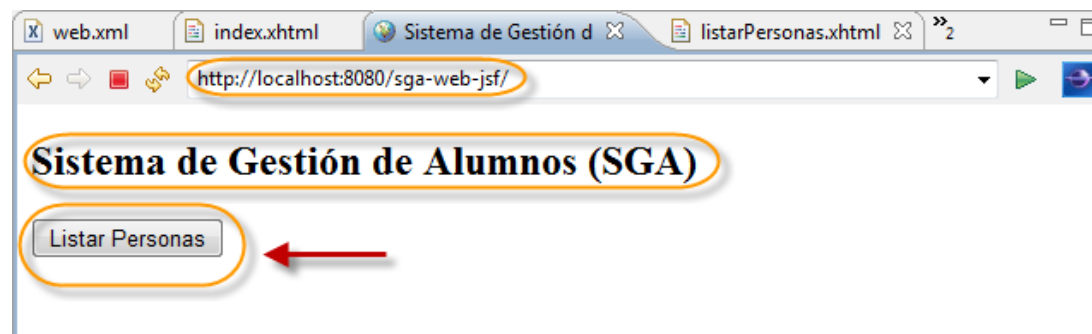 web.xml
index.xhtml
Sistema de Gestión d
listarPersonas.xhtml
»2
http://localhost:8080/sga-web-jsf/
Sistema de Gestión de Alumnos (SGA)
Listar Personas